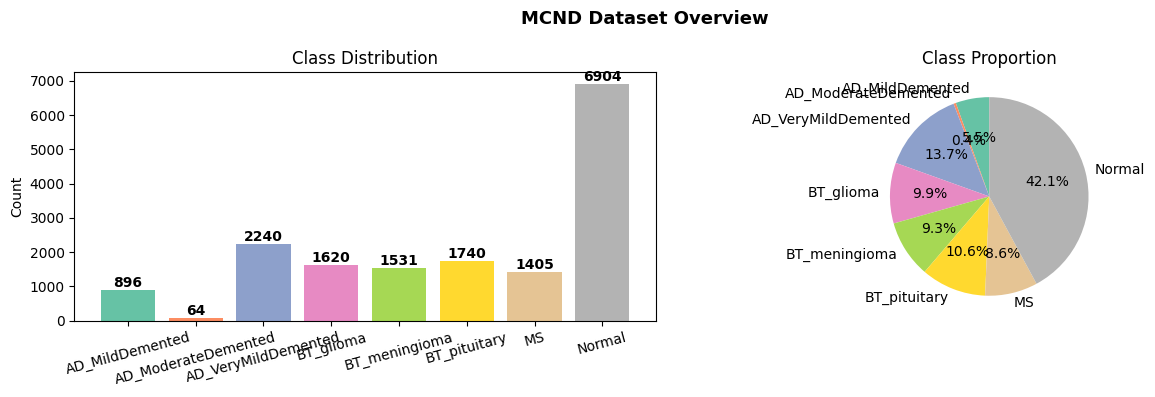 MCND Dataset Overview
Class Distribution
Count
7000
6000
5000
4000
3000
2000
1000
0
896
64
2240
1620
1531
1740
1405
6904
AD_MildDemented
AD_ModerateDemented
AD_VeryMildDemented
BT_glioma
BT_meningioma
BT_pituitary
MS
Normal
Class Proportion
AD_MildDemented
AD_ModerateDemented
AD_VeryMildDemented
BT_glioma
BT_meningioma
BT_pituitary
MS
Normal
5.5%
0.4%
13.7%
9.9%
9.3%
10.6%
8.6%
42.1%